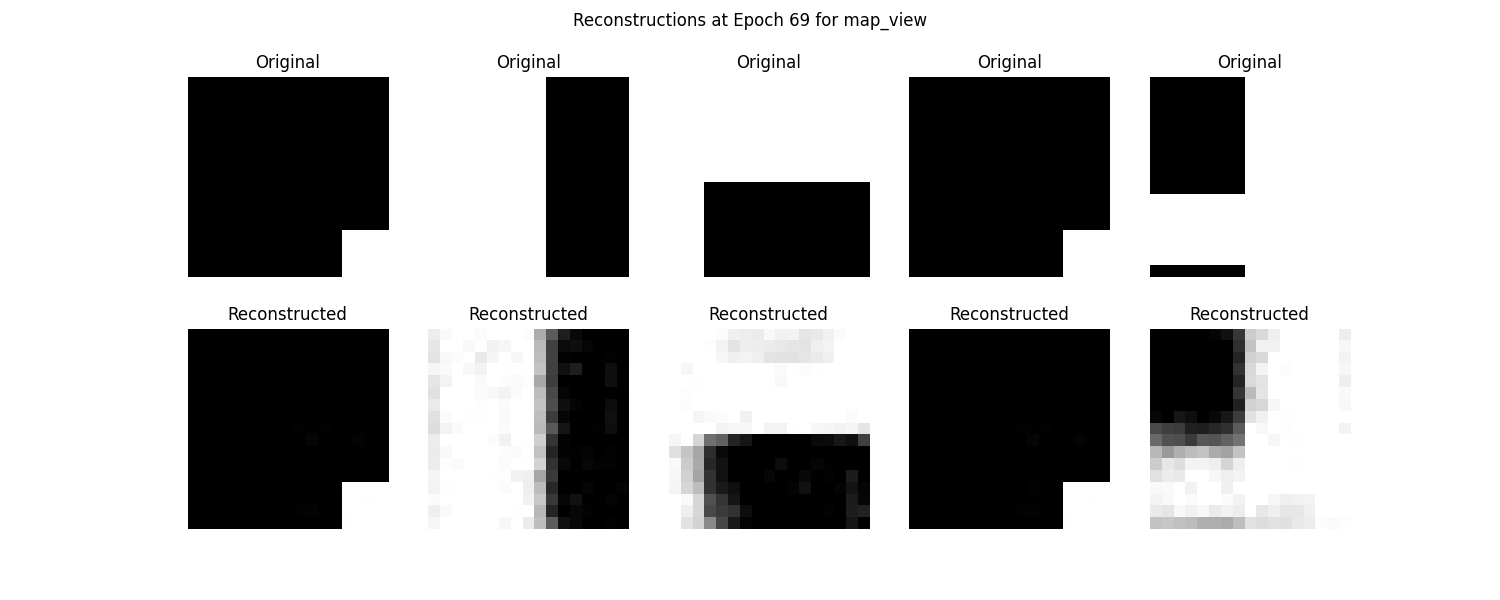 Reconstructions at Epoch 69 for map_view
Original Original Original Original Original
Reconstructed Reconstructed Reconstructed Reconstructed Reconstructed